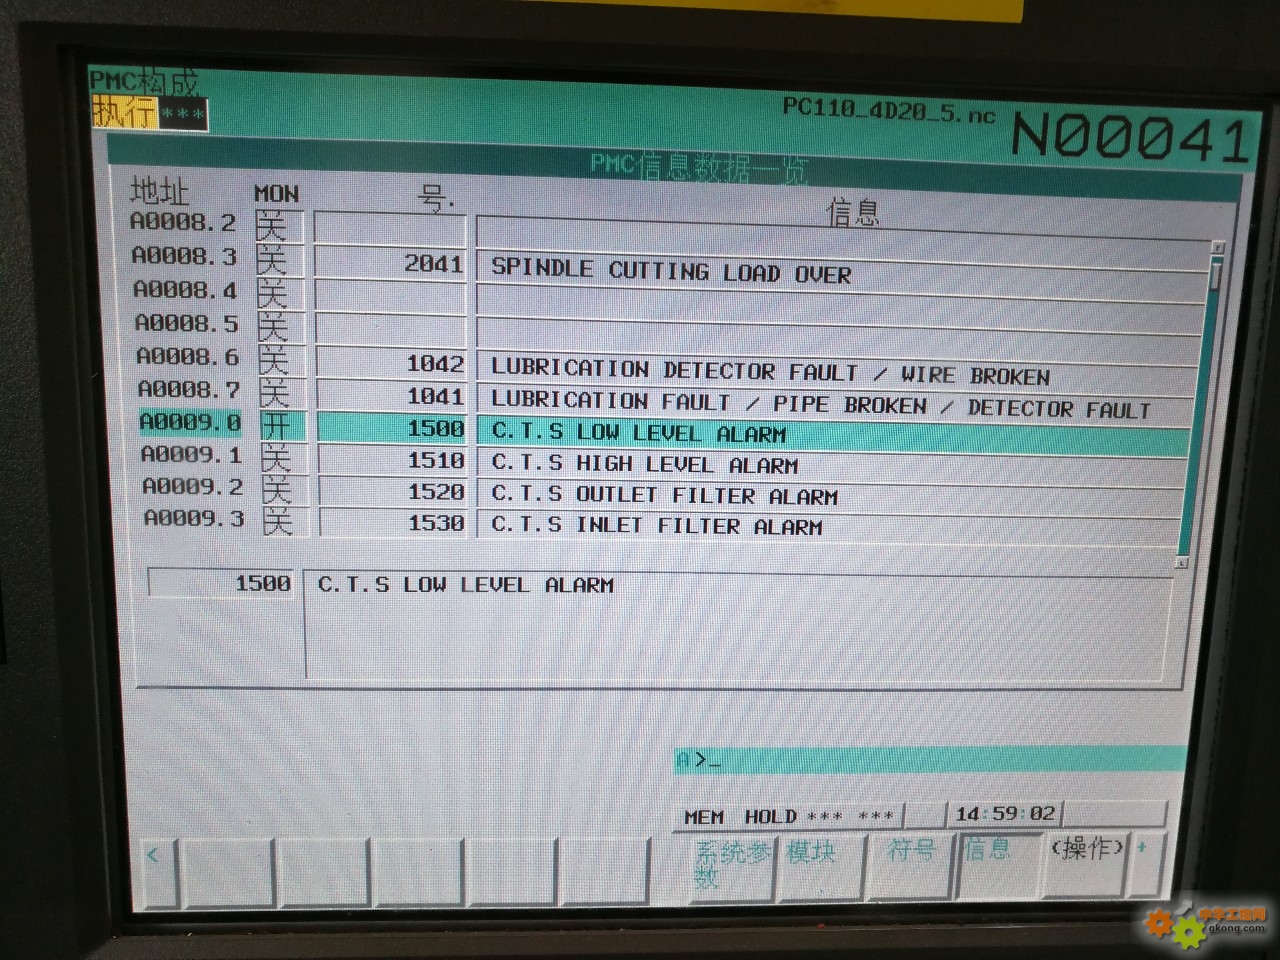 PMC构成
执行 ***
PC110_4D20_5.nc
N00041
PMC信息数据一览
地址 MON 号. 信息
A0008.2 关
A0008.3 关 2041 SPINDLE CUTTING LOAD OVER
A0008.4 关
A0008.5 关
A0008.6 关 1042 LUBRICATION DETECTOR FAULT / WIRE BROKEN
A0008.7 关 1041 LUBRICATION FAULT / PIPE BROKEN / DETECTOR FAULT
A0009.0 开 1500 C.T.S LOW LEVEL ALARM
A0009.1 关 1510 C.T.S HIGH LEVEL ALARM
A0009.2 关 1520 C.T.S OUTLET FILTER ALARM
A0009.3 关 1530 C.T.S INLET FILTER ALARM
1500 C.T.S LOW LEVEL ALARM
A>_
MEM HOLD *** *** 14:59:02
< 系统参数 模块 符号 信息 (操作) +
中华工控网
gkong.com